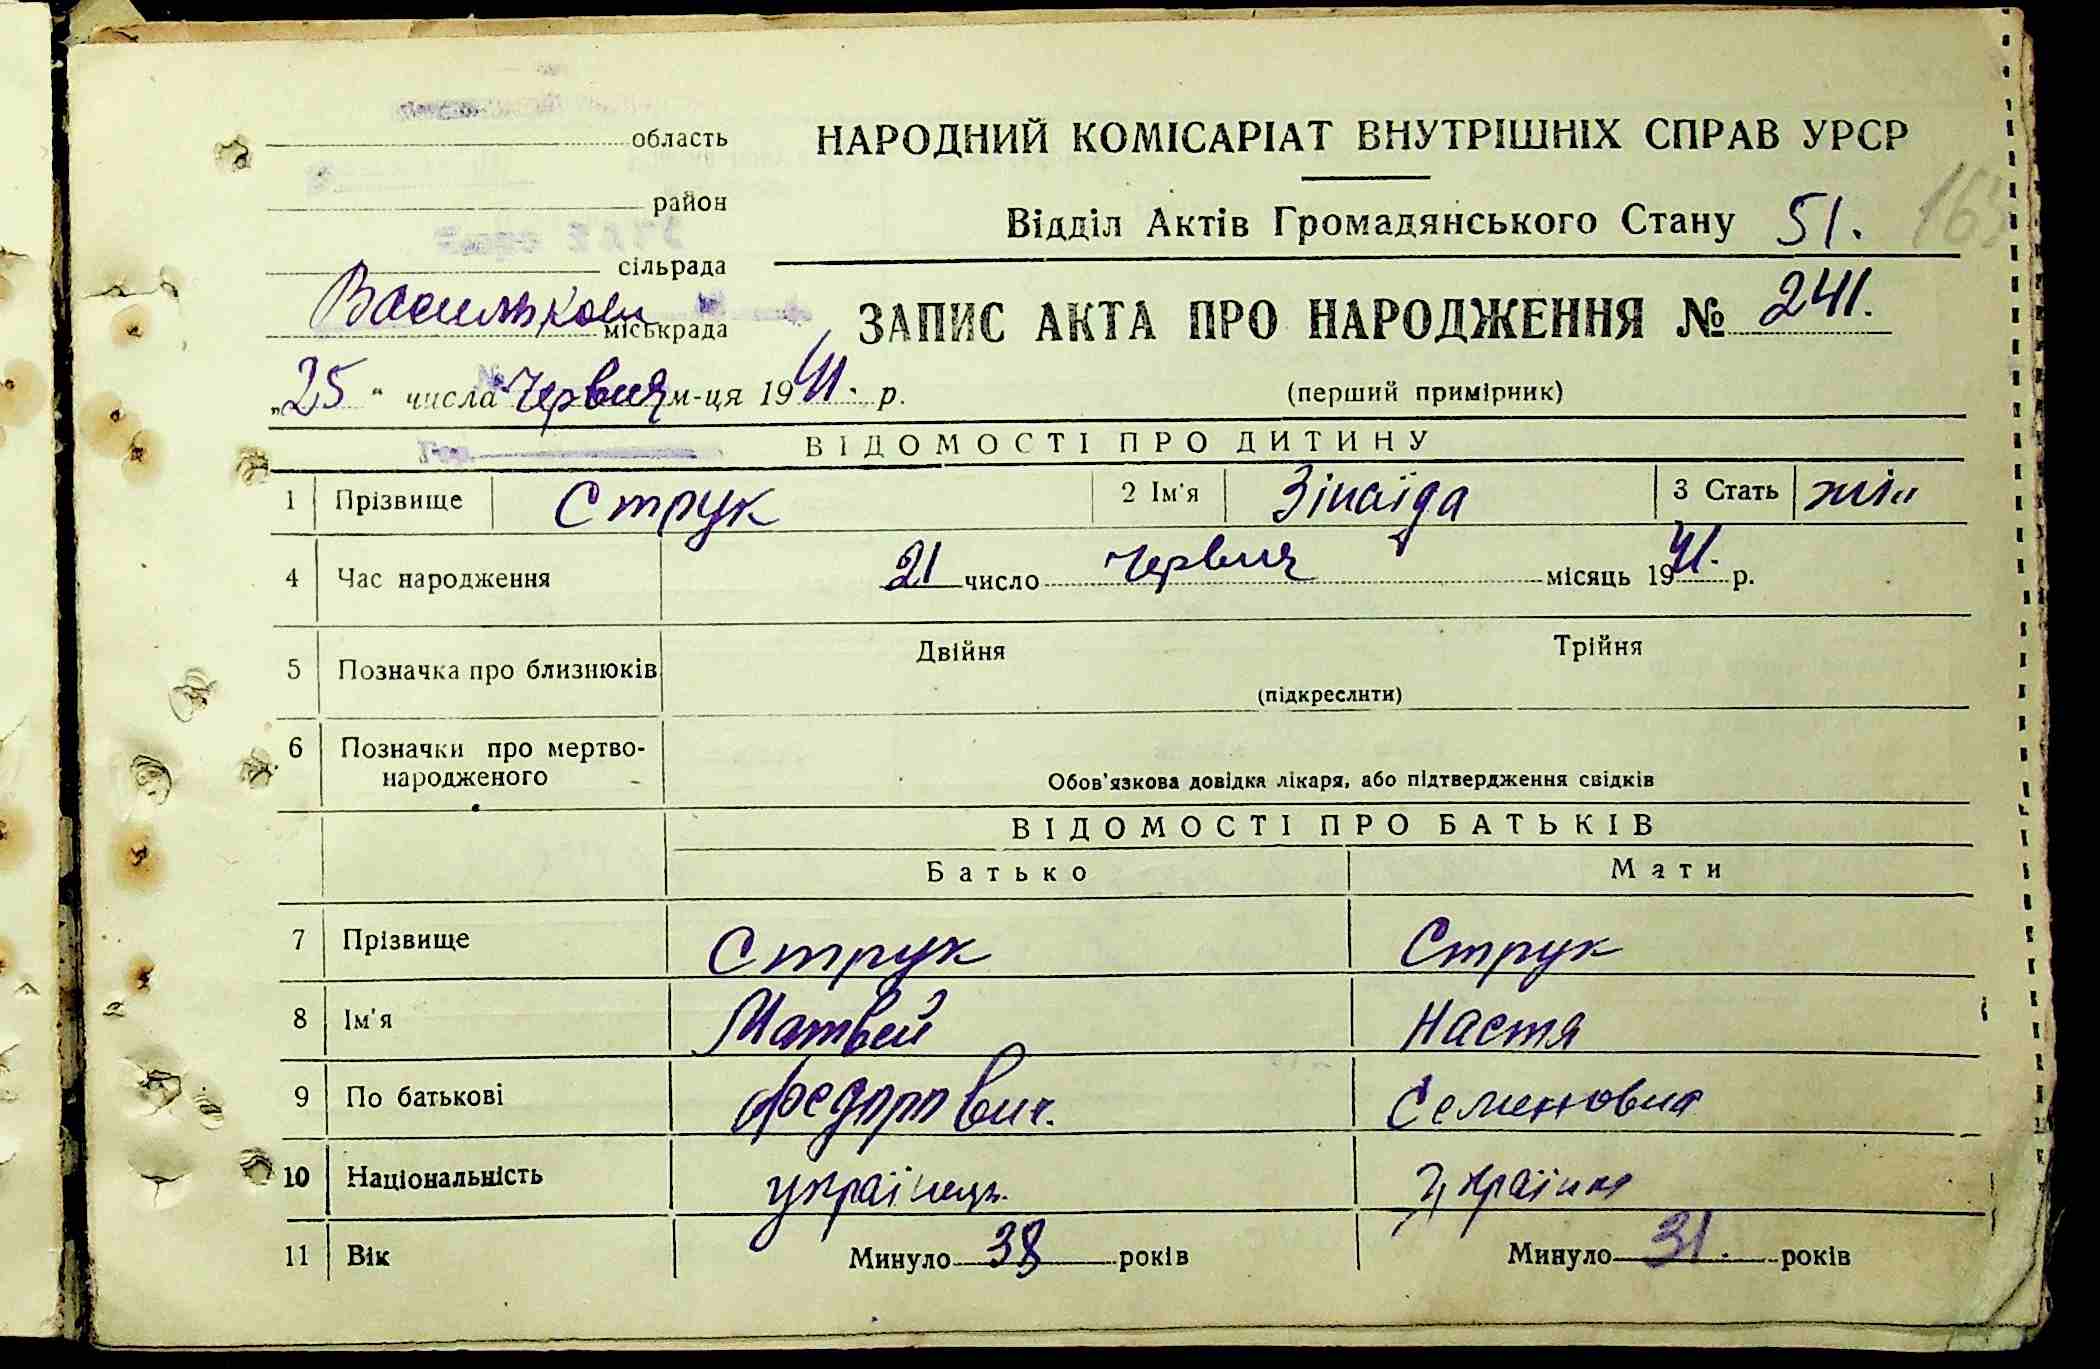 область
НАРОДНИЙ КОМІСАРІАТ ВНУТРІШНІХ СПРАВ УРСР
район
Відділ Актів Громадянського Стану 51.
сільрада
Васильков міськрада
ЗАПИС АКТА ПРО НАРОДЖЕННЯ № 241.
„25“ числа Червня м-ця 1941. р.
(перший примірник)
ВІДОМОСТІ ПРО ДИТИНУ
1 Прізвище Струк 2 Ім'я Зінаїда 3 Стать жін
4 Час народження 21 число Червня місяць 1941. р.
5 Позначка про близнюків Двійня Трійня
(підкреслити)
6 Позначки про мертво-
народженого
Обов'язкова довідка лікаря, або підтвердження свідків
ВІДОМОСТІ ПРО БАТЬКІВ
Батько Мати
7 Прізвище Струк Струк
8 Ім'я Матвей Настя
9 По батькові Федорович. Семеновна
10 Національність українець. Українка
11 Вік Минуло 38 років Минуло 31. років